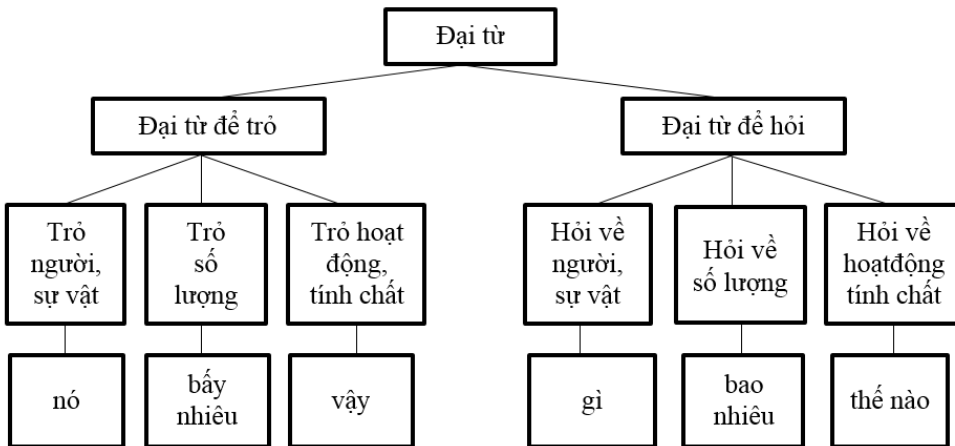 Đại từ
Đại từ để trỏ
Đại từ để hỏi
Trỏ
người,
sự vật
Trỏ
số
lượng
Trỏ hoạt
động,
tính chất
Hỏi về
người,
sự vật
Hỏi về
số lượng
Hỏi về
hoạtđộng
tính chất
nó
bấy
nhiêu
vậy
gì
bao
nhiêu
thế nào